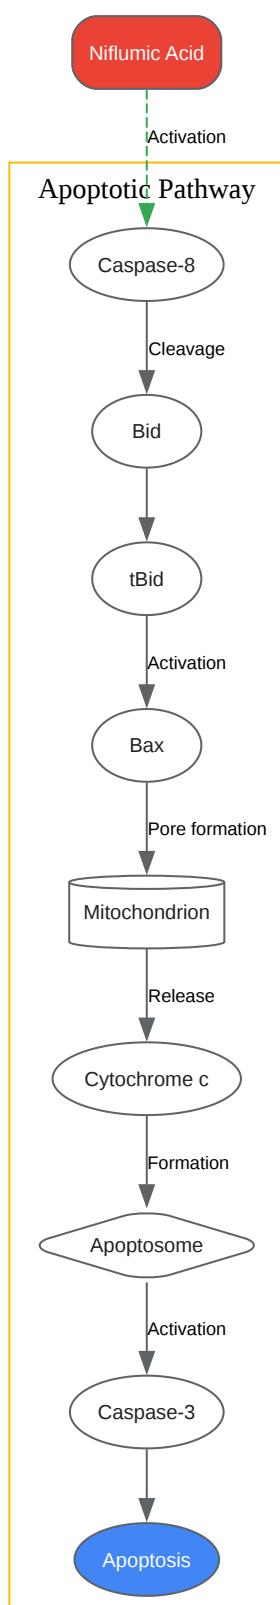 Niflumic Acid
Activation
Apoptotic Pathway
Caspase-8
Cleavage
Bid
tBid
Activation
Bax
Pore formation
Mitochondrion
Release
Cytochrome c
Formation
Apoptosome
Activation
Caspase-3
Apoptosis